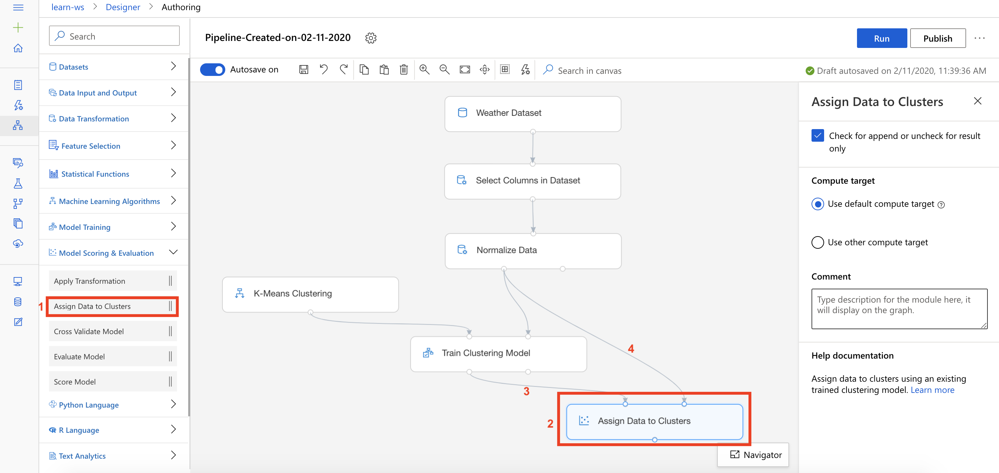 learn-ws > Designer > Authoring
Search
Pipeline-Created-on-02-11-2020
Run
Publish
Autosave on
Search in canvas
Draft autosaved on 2/11/2020, 11:39:36 AM
Datasets
Data Input and Output
Data Transformation
Feature Selection
Statistical Functions
Machine Learning Algorithms
Model Training
Model Scoring & Evaluation
Apply Transformation
1
Assign Data to Clusters
Cross Validate Model
Evaluate Model
Score Model
Python Language
R Language
Text Analytics
Weather Dataset
Select Columns in Dataset
Normalize Data
K-Means Clustering
Train Clustering Model
4
3
2
Assign Data to Clusters
Navigator
Assign Data to Clusters
Check for append or uncheck for result
only
Compute target
Use default compute target
Use other compute target
Comment
Type description for the module here, it
will display on the graph.
Help documentation
Assign data to clusters using an existing
trained clustering model. Learn more